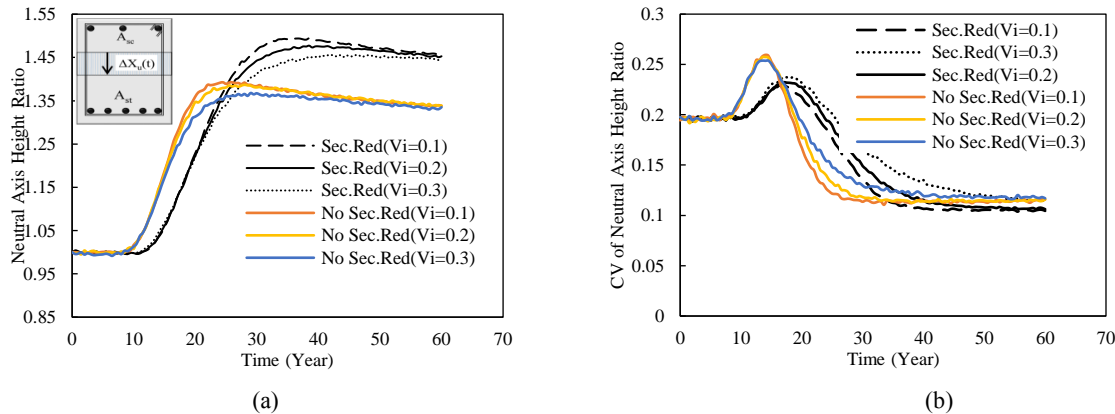 1.55
1.45
1.35
1.25
1.15
1.05
0.95
0.85
Neutral Axis Height Ratio
Asc
ΔXu(t)
Ast
Sec.Red(Vi=0.1)
Sec.Red(Vi=0.2)
Sec.Red(Vi=0.3)
No Sec.Red(Vi=0.1)
No Sec.Red(Vi=0.2)
No Sec.Red(Vi=0.3)
0 10 20 30 40 50 60 70
Time (Year)
(a)
0.3
0.25
0.2
0.15
0.1
0.05
0
CV of Neutral Axis Height Ratio
Sec.Red(Vi=0.1)
Sec.Red(Vi=0.3)
Sec.Red(Vi=0.2)
No Sec.Red(Vi=0.1)
No Sec.Red(Vi=0.2)
No Sec.Red(Vi=0.3)
0 10 20 30 40 50 60 70
Time (Year)
(b)